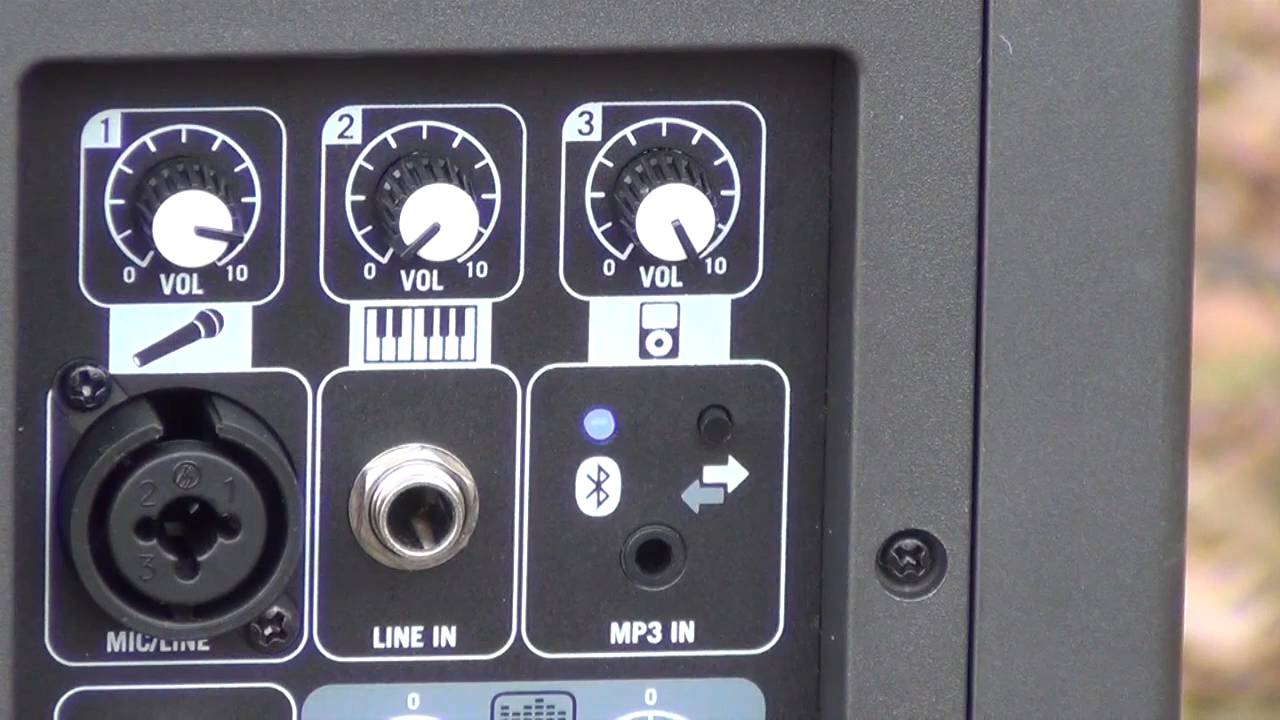 1 2 3
0 10 0 10 0 10
VOL VOL VOL
2 1
3
MIC/LINE LINE IN MP3 IN
0 0